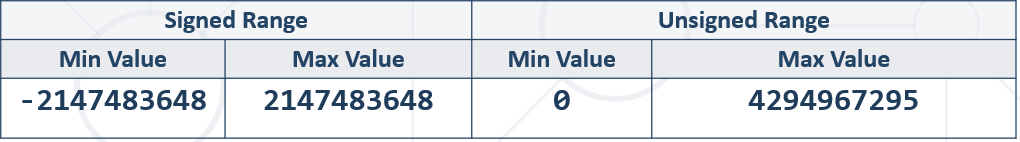 Signed Range Unsigned Range
Min Value Max Value Min Value Max Value
-2147483648 2147483648 0 4294967295